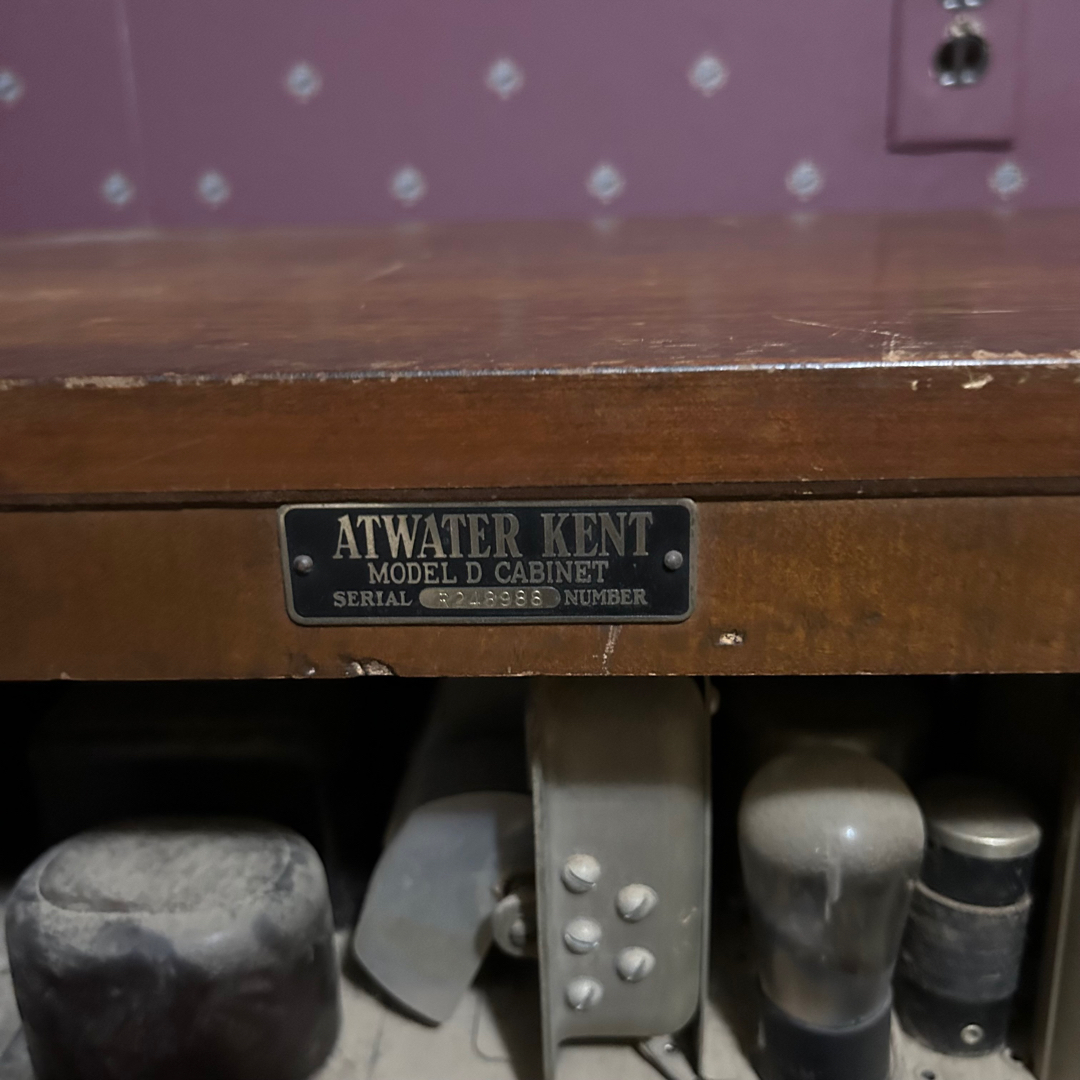 ATWATER KENT
MODEL D CABINET
SERIAL R248988 NUMBER